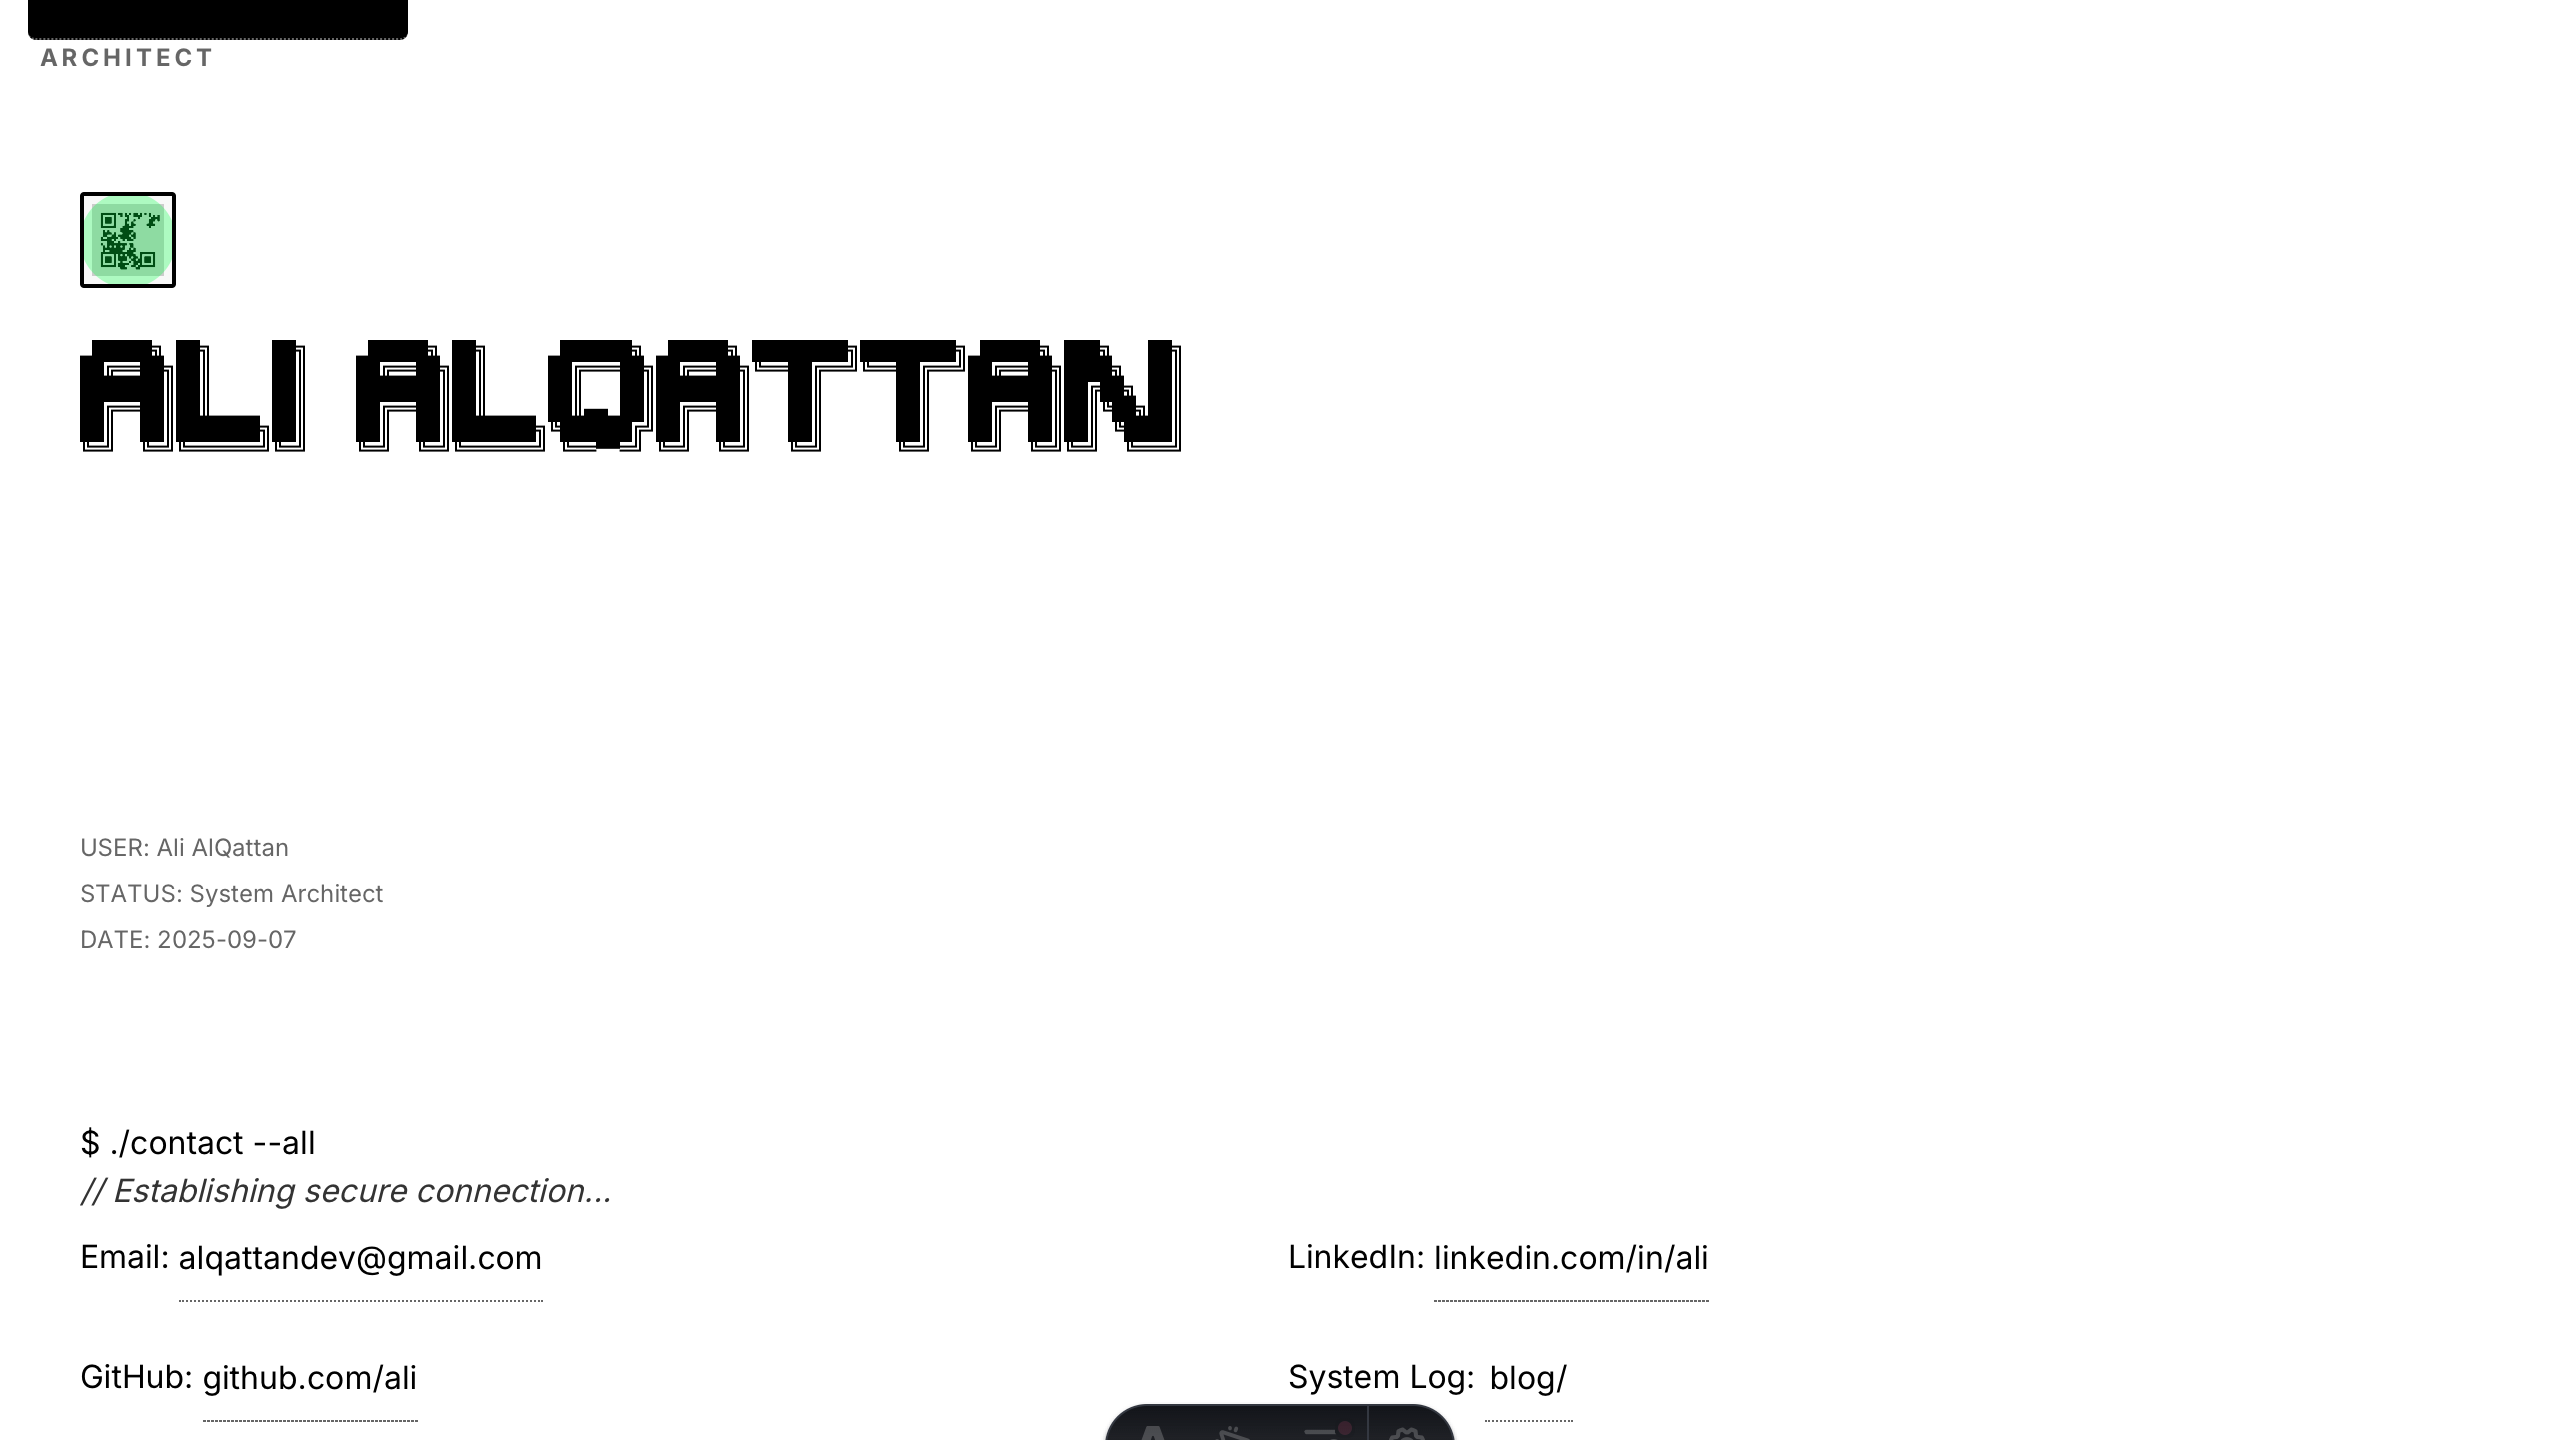 ARCHITECT
ALI ALQATTAN
USER: Ali AlQattan
STATUS: System Architect
DATE: 2025-09-07
$ ./contact --all
// Establishing secure connection...
Email: alqattandev@gmail.com
LinkedIn: linkedin.com/in/ali
GitHub: github.com/ali
System Log: blog/